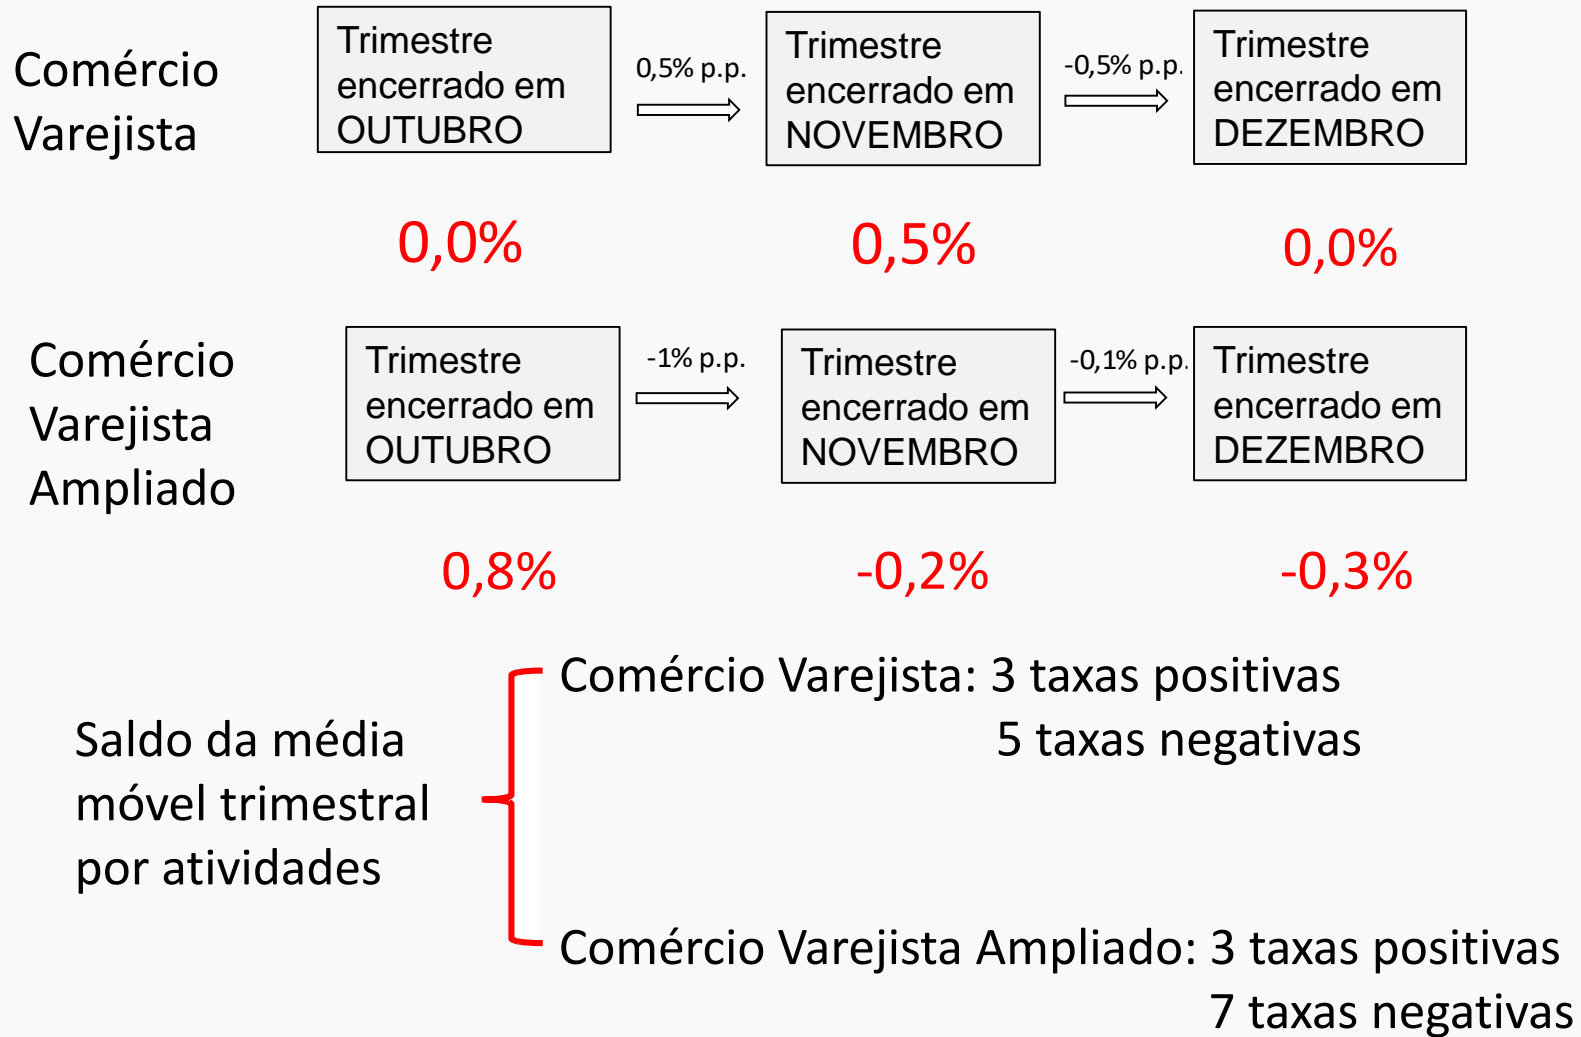 Comércio
Varejista
Trimestre
encerrado em
OUTUBRO
0,5% p.p.
Trimestre
encerrado em
NOVEMBRO
-0,5% p.p.
Trimestre
encerrado em
DEZEMBRO
0,0%
0,5%
0,0%
Comércio
Varejista
Ampliado
Trimestre
encerrado em
OUTUBRO
-1% p.p.
Trimestre
encerrado em
NOVEMBRO
-0,1% p.p.
Trimestre
encerrado em
DEZEMBRO
0,8%
-0,2%
-0,3%
Saldo da média
móvel trimestral
por atividades
Comércio Varejista: 3 taxas positivas
5 taxas negativas
Comércio Varejista Ampliado: 3 taxas positivas
7 taxas negativas